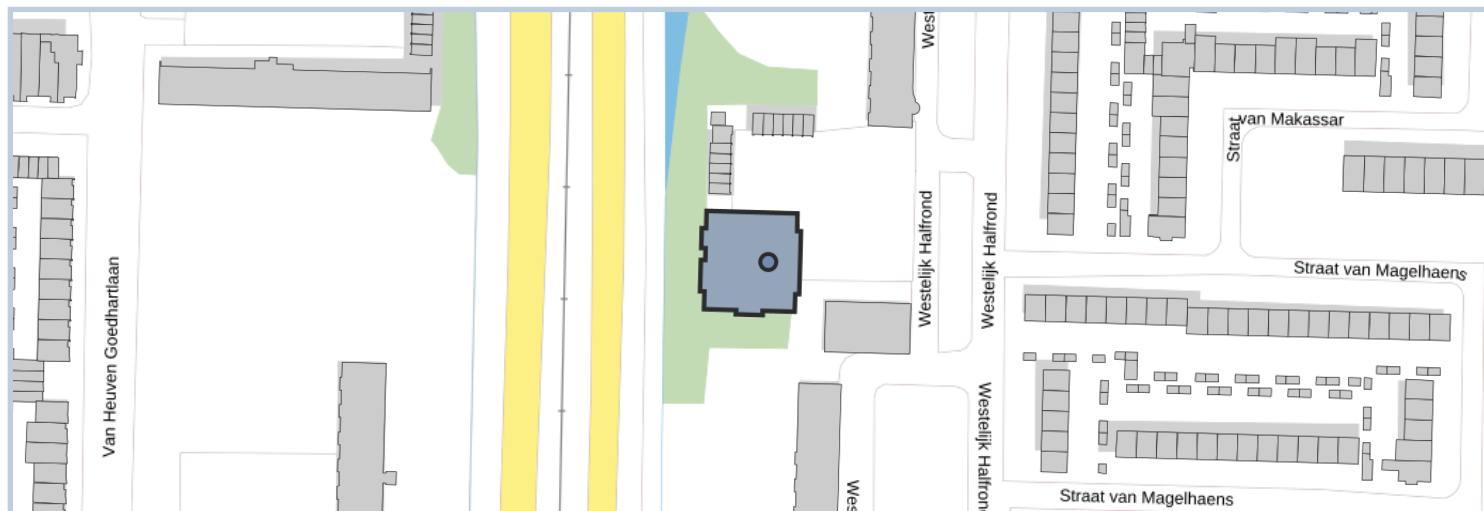 West
Straat
van Makassar
Westelijk Halfrond
Westelijk Halfrond
Van Heuven Goedhartlaan
Straat van Magelhaens
Westelijk Halfrond
Wes
Straat van Magelhaens